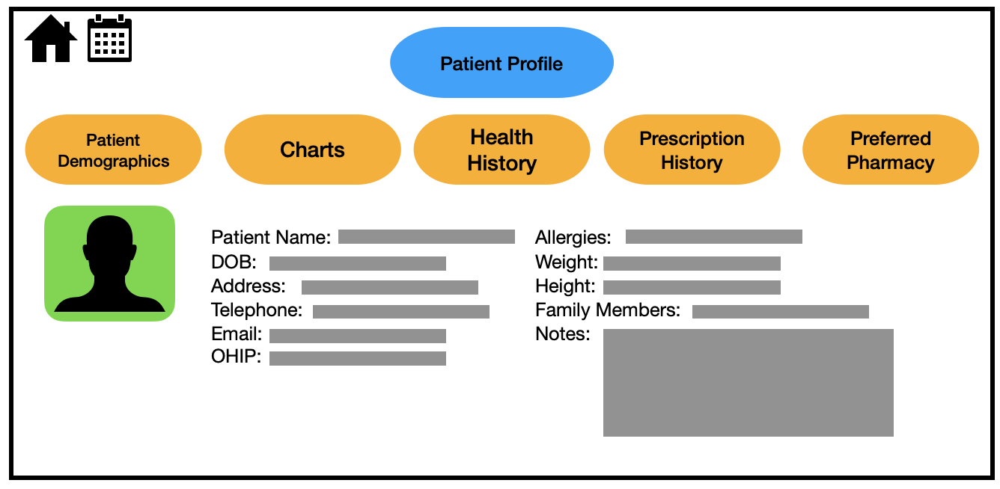 Patient Profile
Patient
Demographics
Charts
Health
History
Prescription
History
Preferred
Pharmacy
Patient Name:
DOB:
Address:
Telephone:
Email:
OHIP:
Allergies:
Weight:
Height:
Family Members:
Notes: